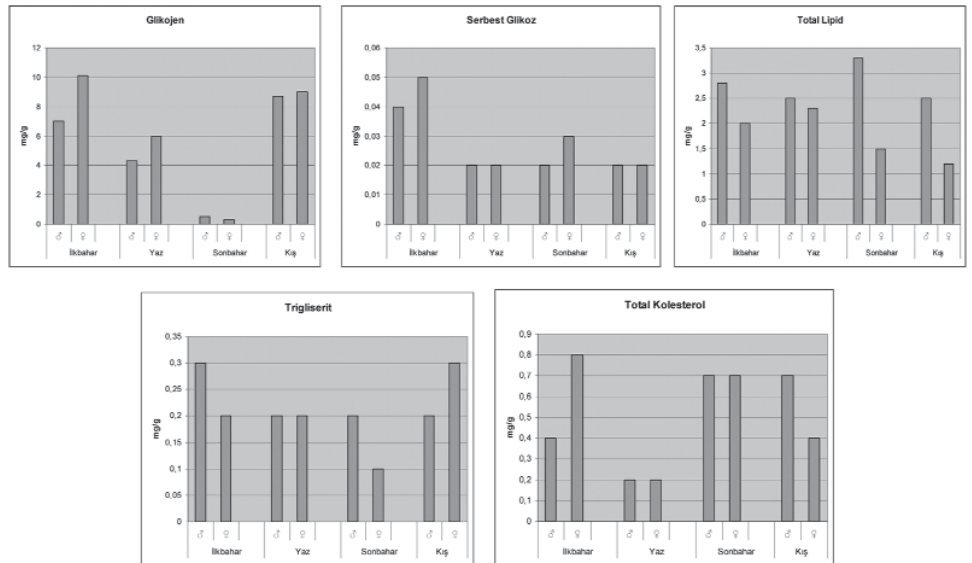 Glikojen
12
10
8
6
4
2
0
mg/g
♂ ♀ ♂ ♀ ♂ ♀ ♂ ♀
İlkbahar Yaz Sonbahar Kış
Serbest Glikoz
0,06
0,05
0,04
0,03
0,02
0,01
0
mg/g
♂ ♀ ♂ ♀ ♂ ♀ ♂ ♀
İlkbahar Yaz Sonbahar Kış
Total Lipid
3,5
3
2,5
2
1,5
1
0,5
0
mg/g
♂ ♀ ♂ ♀ ♂ ♀ ♂ ♀
İlkbahar Yaz Sonbahar Kış
Trigliserit
0,35
0,3
0,25
0,2
0,15
0,1
0,05
0
mg/g
♂ ♀ ♂ ♀ ♂ ♀ ♂ ♀
İlkbahar Yaz Sonbahar Kış
Total Kolesterol
0,9
0,8
0,7
0,6
0,5
0,4
0,3
0,2
0,1
0
mg/g
♂ ♀ ♂ ♀ ♂ ♀ ♂ ♀
İlkbahar Yaz Sonbahar Kış